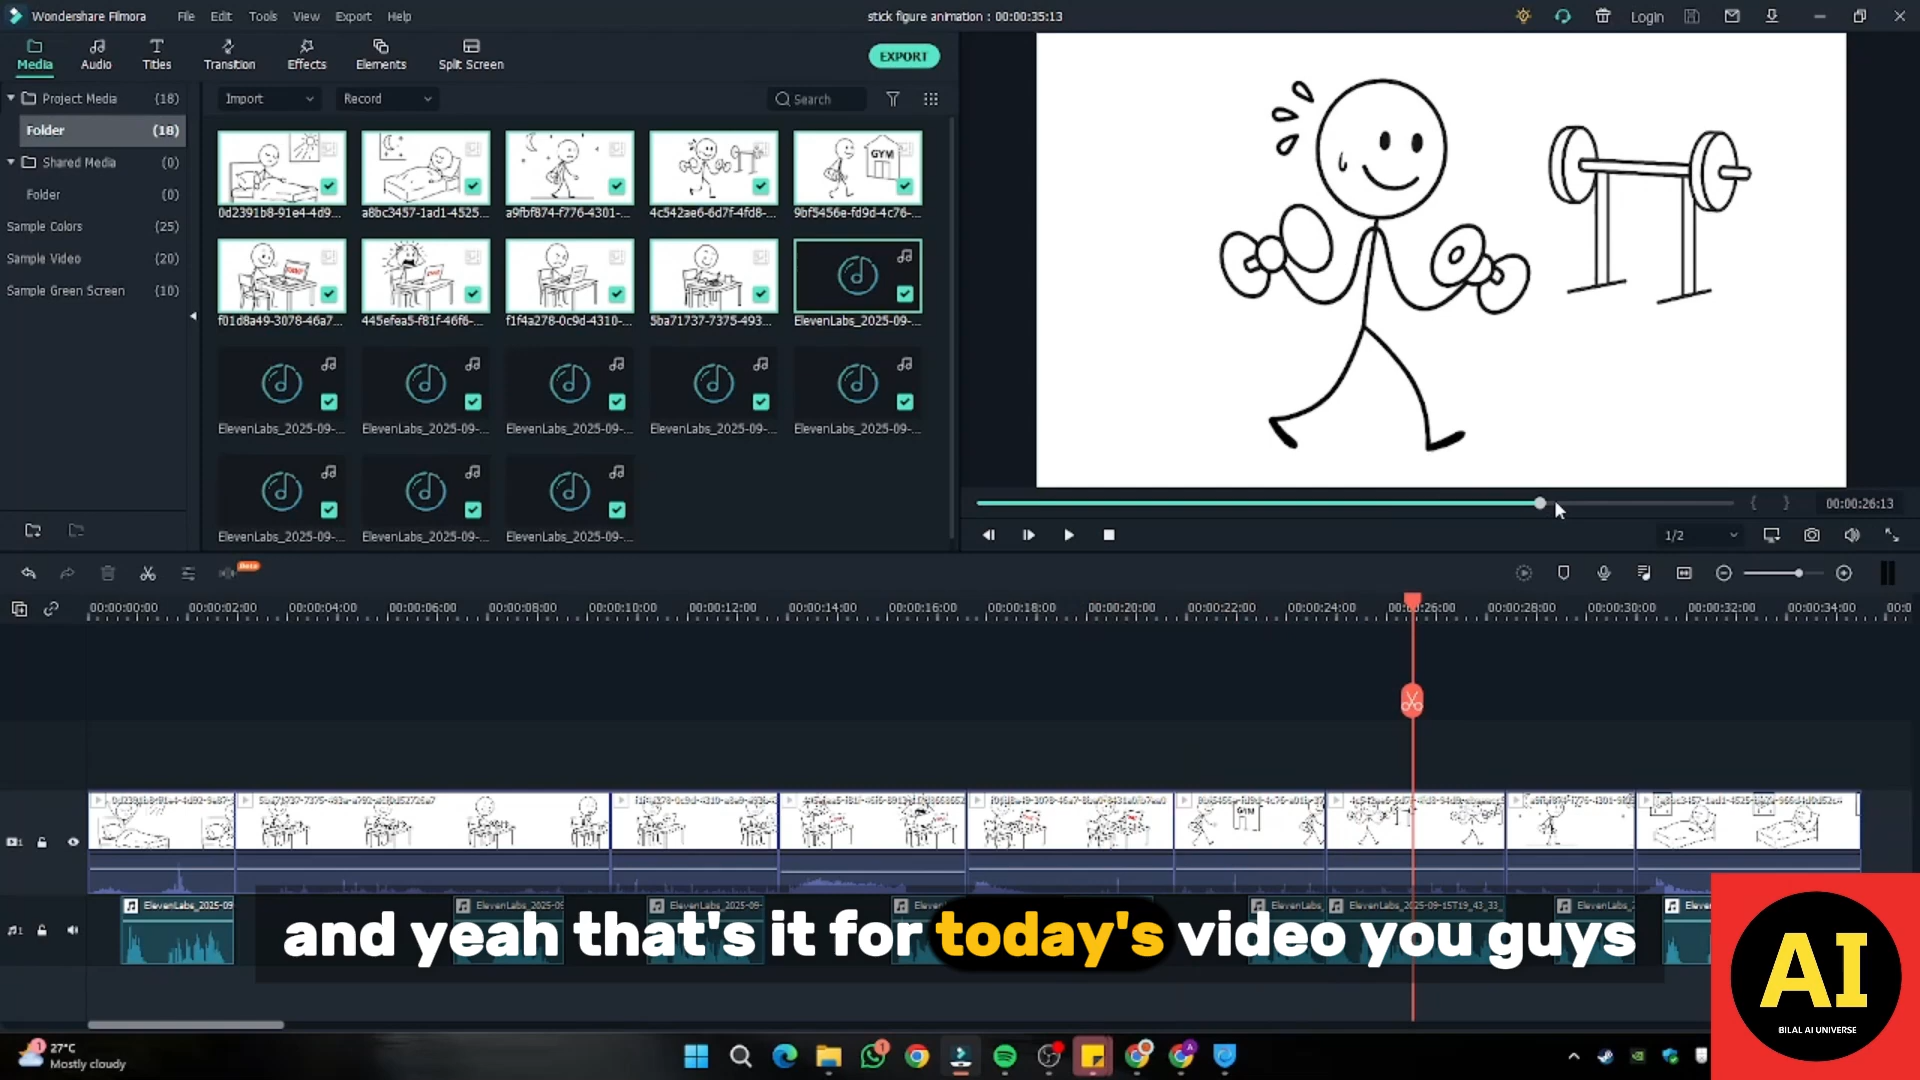 Wondershare Filmora
File Edit Tools View Export Help
stick figure animation : 00:00:35:13
Login
Media Audio Titles Transition Effects Elements Split Screen
EXPORT
Project Media (18)
Folder (18)
Shared Media (0)
Folder (0)
Sample Colors (25)
Sample Video (20)
Sample Green Screen (10)
Import
Record
Search
GYM
0d2391b8-91e4-4d9...
a8bc3457-1ad1-4525...
a9fbf874-f776-4301-...
4c542ae6-6d7f-4fd8-...
9bf5456e-fd9d-4c76-...
f01d8a49-3078-46a7...
445efea5-f81f-46f6-...
f1f4a278-0c9d-4310-...
5ba71737-7375-493...
ElevenLabs_2025-09-...
ElevenLabs_2025-09-...
ElevenLabs_2025-09-...
ElevenLabs_2025-09-...
ElevenLabs_2025-09-...
ElevenLabs_2025-09-...
ElevenLabs_2025-09-...
ElevenLabs_2025-09-...
ElevenLabs_2025-09-...
00:00:26:13
1/2
Beta
00:00:00:00 00:00:02:00 00:00:04:00 00:00:06:00 00:00:08:00 00:00:10:00 00:00:12:00 00:00:14:00 00:00:16:00 00:00:18:00 00:00:20:00 00:00:22:00 00:00:24:00 00:00:26:00 00:00:28:00 00:00:30:00 00:00:32:00 00:00:34:00
GYM
ElevenLabs_2025-09
and yeah that's it for today's video you guys
AI
BILAL AI UNIVERSE
27°C
Mostly cloudy